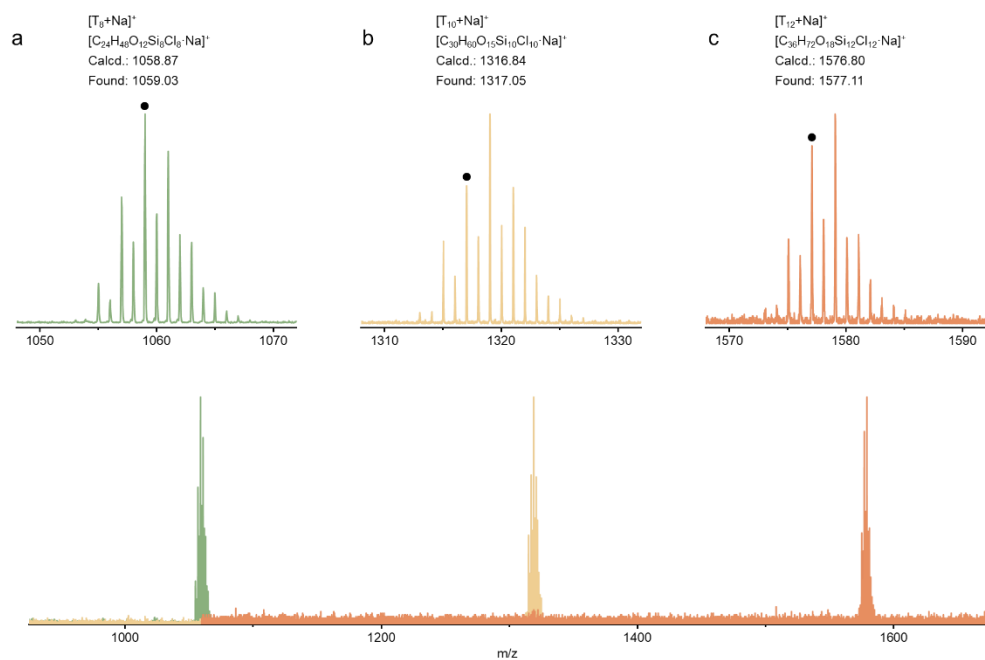 a
[T₈+Na]⁺
[C₂₄H₄₈O₁₂Si₈Cl₈·Na]⁺
Calcd.: 1058.87
Found: 1059.03
b
[T₁₀+Na]⁺
[C₃₀H₆₀O₁₅Si₁₀Cl₁₀·Na]⁺
Calcd.: 1316.84
Found: 1317.05
c
[T₁₂+Na]⁺
[C₃₆H₇₂O₁₈Si₁₂Cl₁₂·Na]⁺
Calcd.: 1576.80
Found: 1577.11
1050 1060 1070
1310 1320 1330
1570 1580 1590
1000 1200 1400 1600
m/z